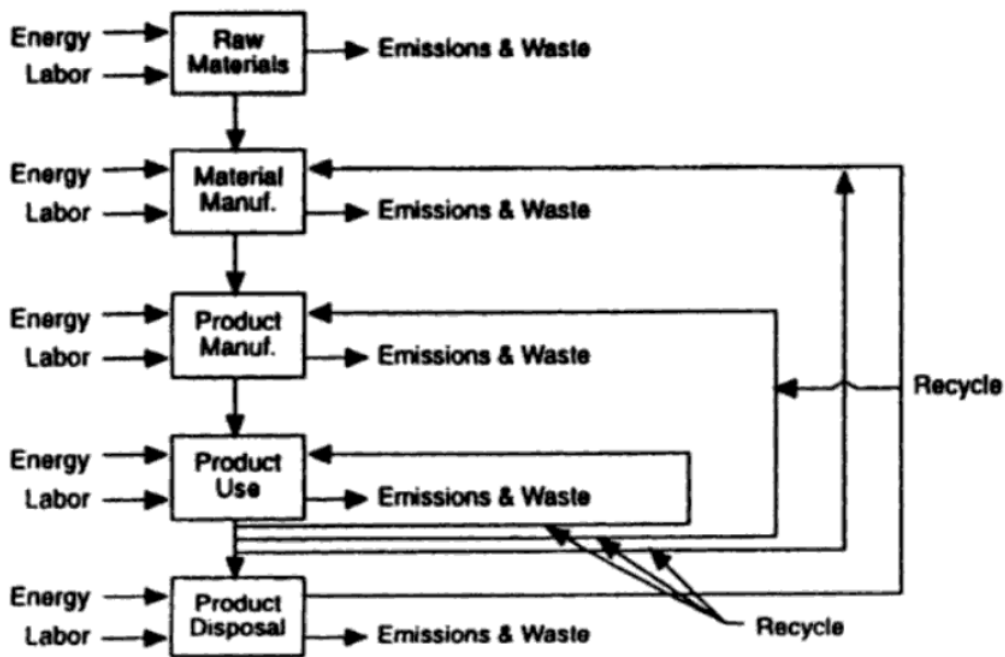 Energy
Labor
Raw
Materials
Emissions & Waste
Energy
Labor
Material
Manuf.
Emissions & Waste
Energy
Labor
Product
Manuf.
Emissions & Waste
Recycle
Energy
Labor
Product
Use
Emissions & Waste
Energy
Labor
Product
Disposal
Emissions & Waste
Recycle